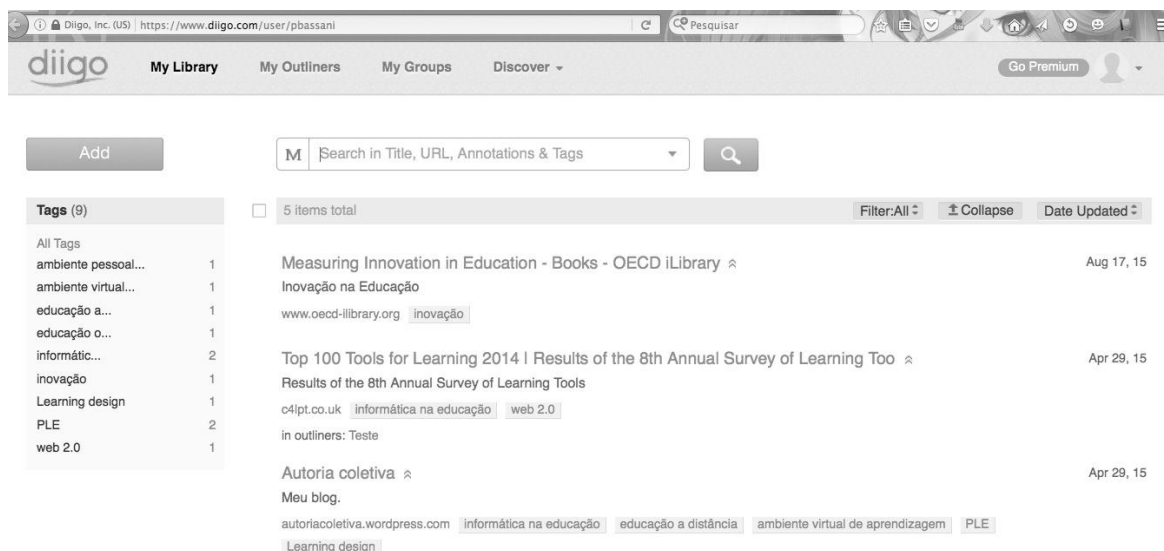 Diigo, Inc. (US) https://www.diigo.com/user/pbassani Pesquisar
diigo My Library My Outliners My Groups Discover Go Premium
Add M Search in Title, URL, Annotations & Tags
Tags (9) 5 items total Filter:All Collapse Date Updated
All Tags
ambiente pessoal... 1
ambiente virtual... 1
educação a... 1
educação o... 1
informátic... 2
inovação 1
Learning design 1
PLE 2
web 2.0 1
Measuring Innovation in Education - Books - OECD iLibrary Aug 17, 15
Inovação na Educação
www.oecd-ilibrary.org inovação
Top 100 Tools for Learning 2014 | Results of the 8th Annual Survey of Learning Too Apr 29, 15
Results of the 8th Annual Survey of Learning Tools
c4lpt.co.uk informática na educação web 2.0
in outliners: Teste
Autoria coletiva Apr 29, 15
Meu blog.
autoriacoletiva.wordpress.com informática na educação educação a distância ambiente virtual de aprendizagem PLE
Learning design